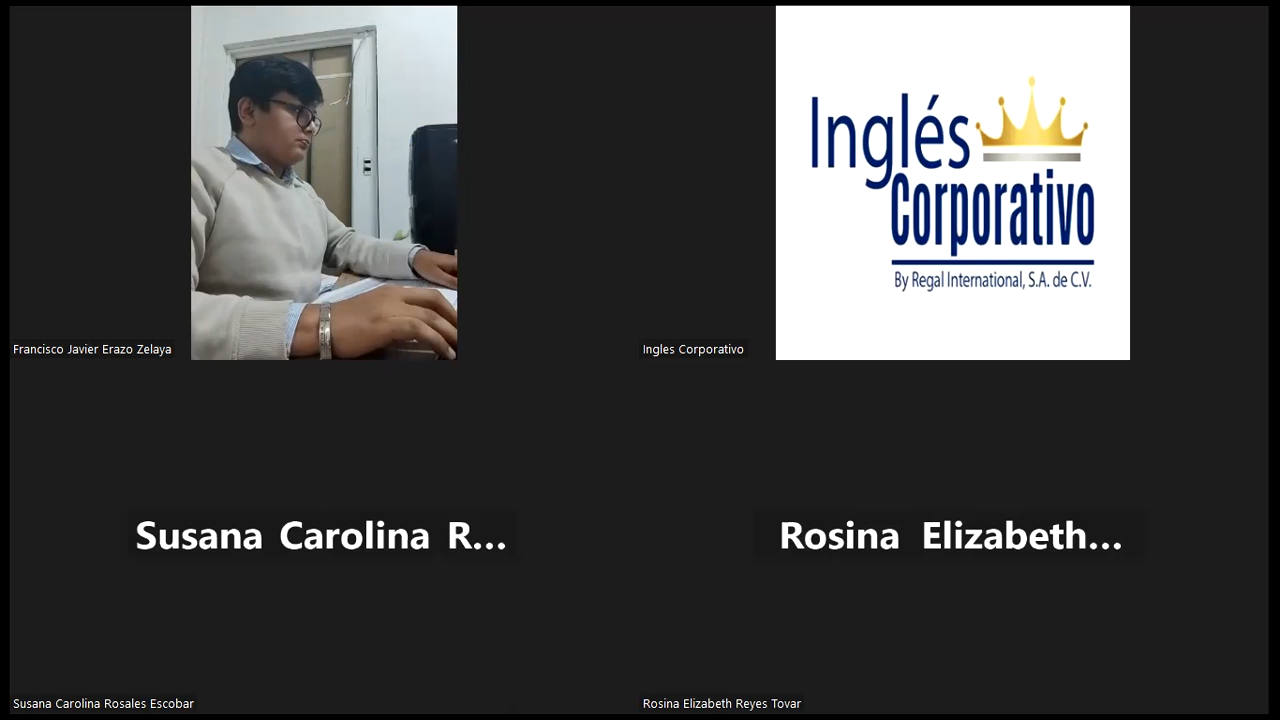 Inglés
Corporativo
By Regal International, S.A. de C.V.
Francisco Javier Erazo Zelaya
Ingles Corporativo
Susana Carolina R...
Rosina Elizabeth...
Susana Carolina Rosales Escobar
Rosina Elizabeth Reyes Tovar